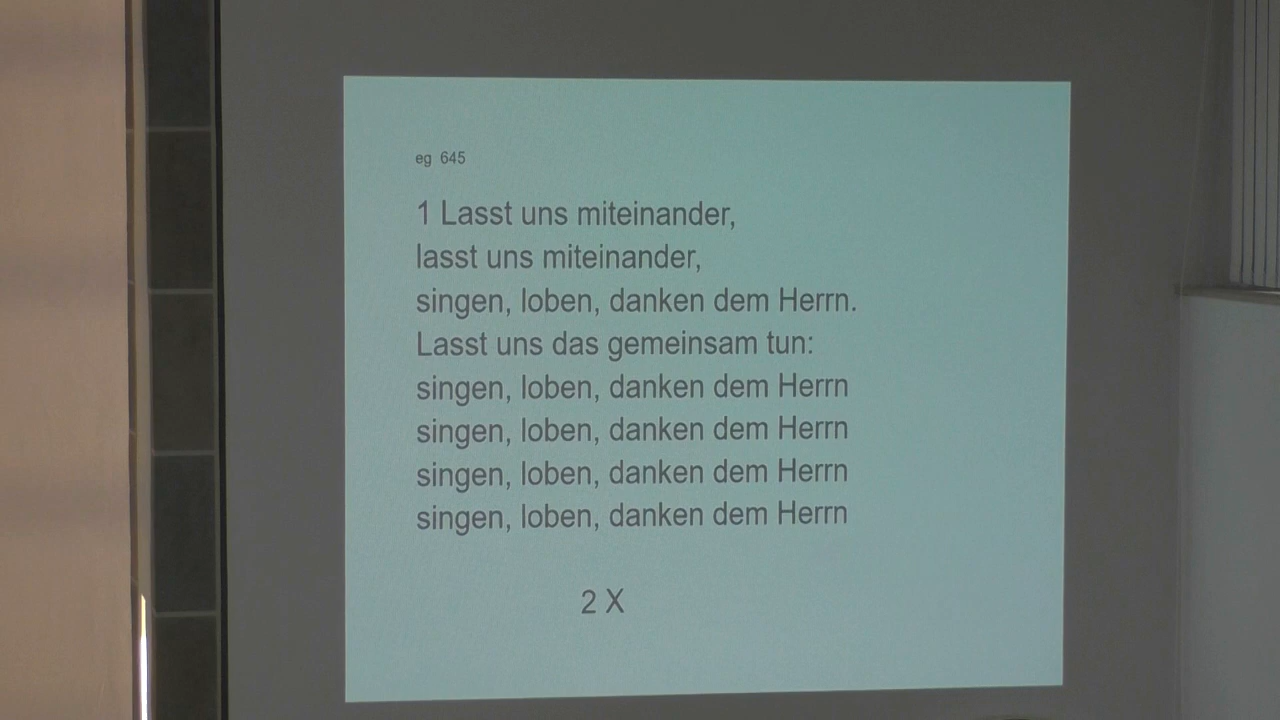 eg 645
1 Lasst uns miteinander,
lasst uns miteinander,
singen, loben, danken dem Herrn.
Lasst uns das gemeinsam tun:
singen, loben, danken dem Herrn
singen, loben, danken dem Herrn
singen, loben, danken dem Herrn
singen, loben, danken dem Herrn
2 X